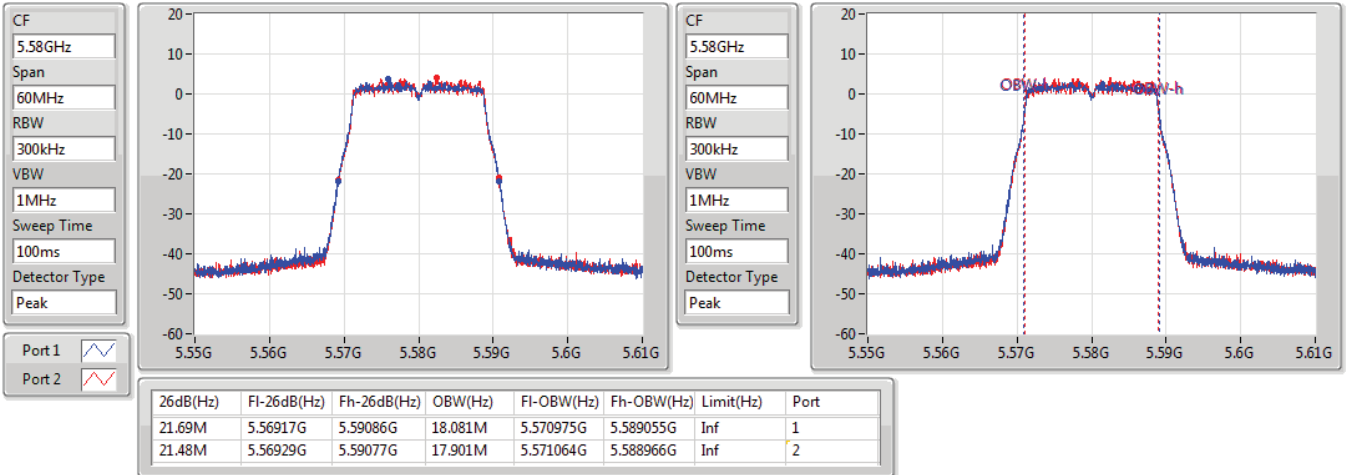 CF
5.58GHz
Span
60MHz
RBW
300kHz
VBW
1MHz
Sweep Time
100ms
Detector Type
Peak
Port 1
Port 2
20
10
0
-10
-20
-30
-40
-50
-60
5.55G 5.56G 5.57G 5.58G 5.59G 5.6G 5.61G
CF
5.58GHz
Span
60MHz
RBW
300kHz
VBW
1MHz
Sweep Time
100ms
Detector Type
Peak
20
10
0
-10
-20
-30
-40
-50
-60
5.55G 5.56G 5.57G 5.58G 5.59G 5.6G 5.61G
26dB(Hz) Fl-26dB(Hz) Fh-26dB(Hz) OBW(Hz) Fl-OBW(Hz) Fh-OBW(Hz) Limit(Hz) Port
21.69M 5.56917G 5.59086G 18.081M 5.570975G 5.589055G Inf 1
21.48M 5.56929G 5.59077G 17.901M 5.571064G 5.588966G Inf 2